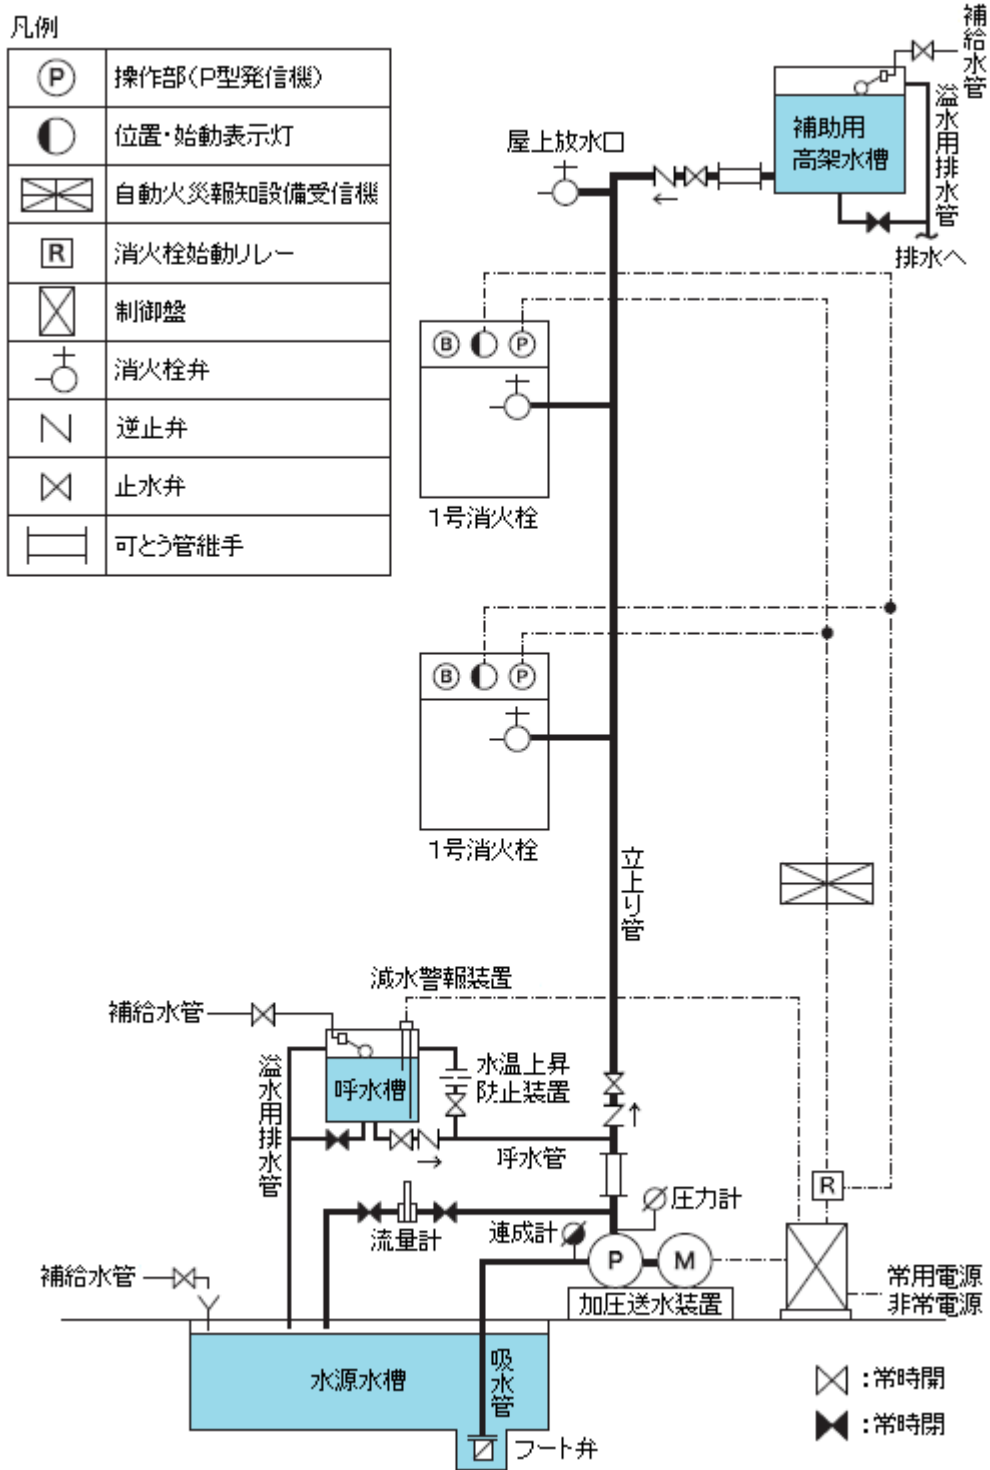 凡例
P
操作部(P型発信機)
位置・始動表示灯
自動火災報知設備受信機
R
消火栓始動リレー
制御盤
消火栓弁
逆止弁
止水弁
可とう管継手
補給水管
補助用
高架水槽
溢水用排水管
排水へ
屋上放水口
B
P
1号消火栓
B
P
1号消火栓
立上り管
減水警報装置
補給水管
呼水槽
水温上昇
防止装置
溢水用排水管
呼水管
R
圧力計
連成計
流量計
P
M
加圧送水装置
常用電源
非常電源
補給水管
水源水槽
吸水管
フート弁
:常時開
:常時閉